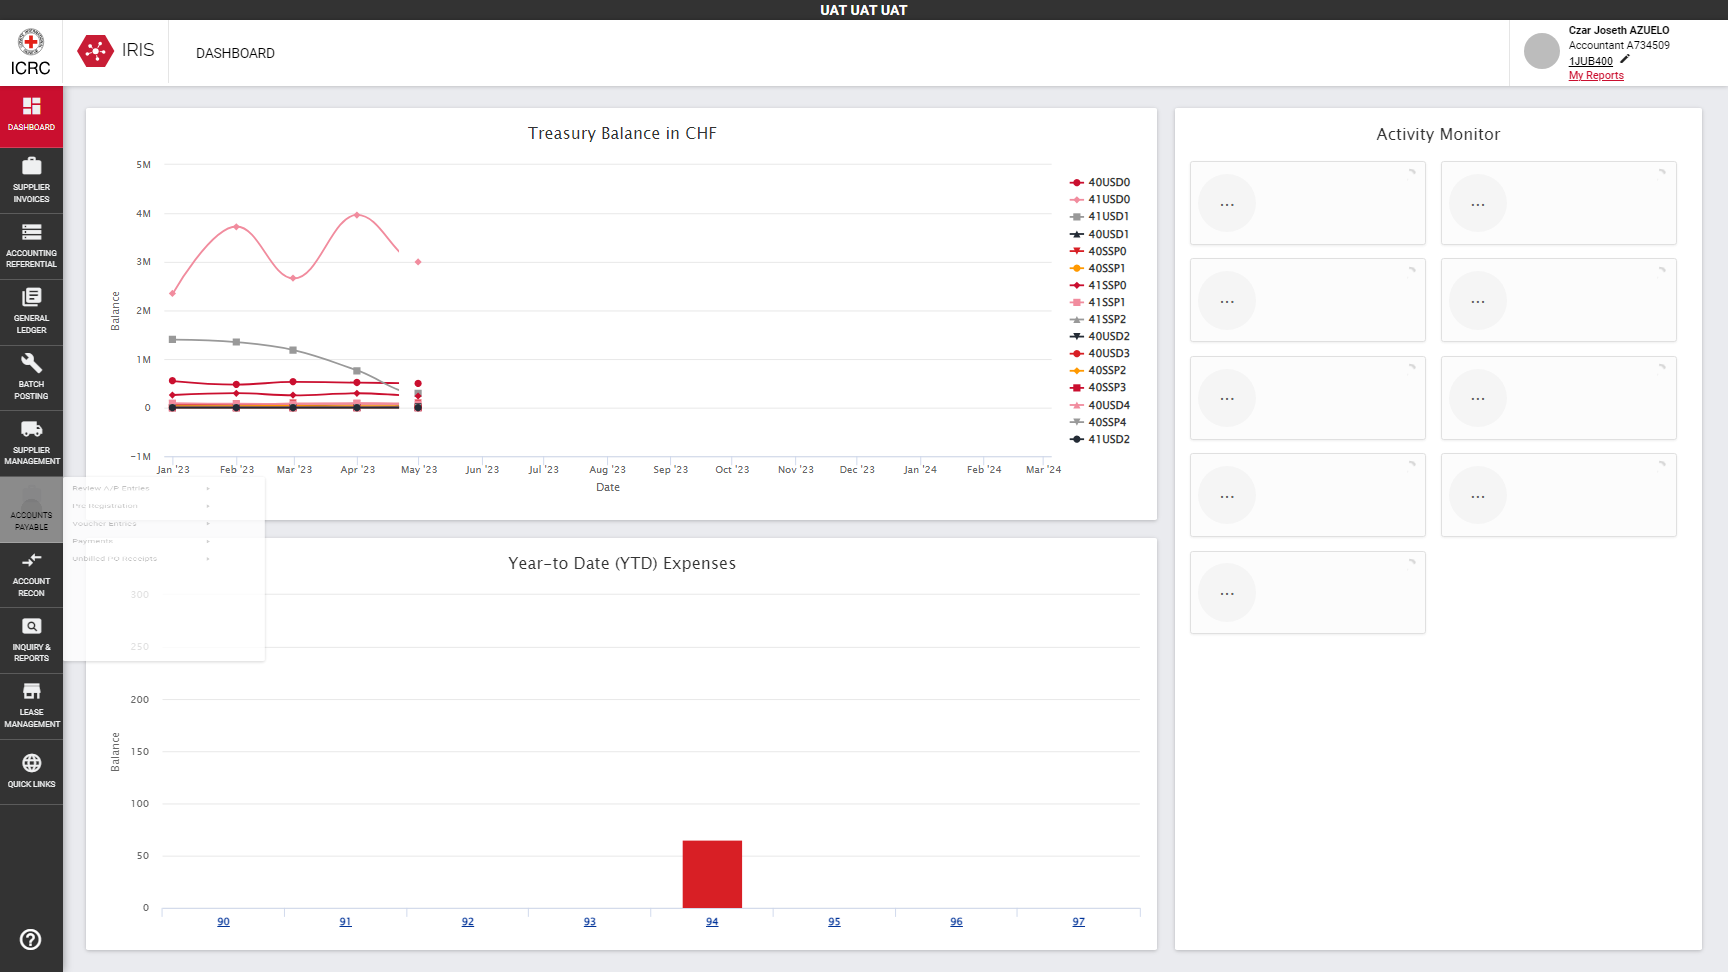 UAT UAT UAT
ICRC
IRIS
DASHBOARD
Czar Joseth AZUELO
Accountant A734509
1JUB400
My Reports
DASHBOARD
SUPPLIER
INVOICES
ACCOUNTING
REFERENTIAL
GENERAL
LEDGER
BATCH
POSTING
SUPPLIER
MANAGEMENT
ACCOUNTS
PAYABLE
ACCOUNT
RECON
INQUIRY &
REPORTS
LEASE
MANAGEMENT
QUICK LINKS
Review A/P Entries
Pre Registration
Voucher Entries
Payments
Unbilled PO Receipts
Treasury Balance in CHF
Balance
5M
4M
3M
2M
1M
0
-1M
Jan '23
Feb '23
Mar '23
Apr '23
May '23
Jun '23
Jul '23
Aug '23
Sep '23
Oct '23
Nov '23
Dec '23
Jan '24
Feb '24
Mar '24
Date
40USD0
41USD0
41USD1
40USD1
40SSP0
40SSP1
41SSP0
41SSP1
41SSP2
40USD2
40USD3
40SSP2
40SSP3
40USD4
40SSP4
41USD2
Year-to Date (YTD) Expenses
Balance
300
250
200
150
100
50
0
90
91
92
93
94
95
96
97
Activity Monitor
...
...
...
...
...
...
...
...
...